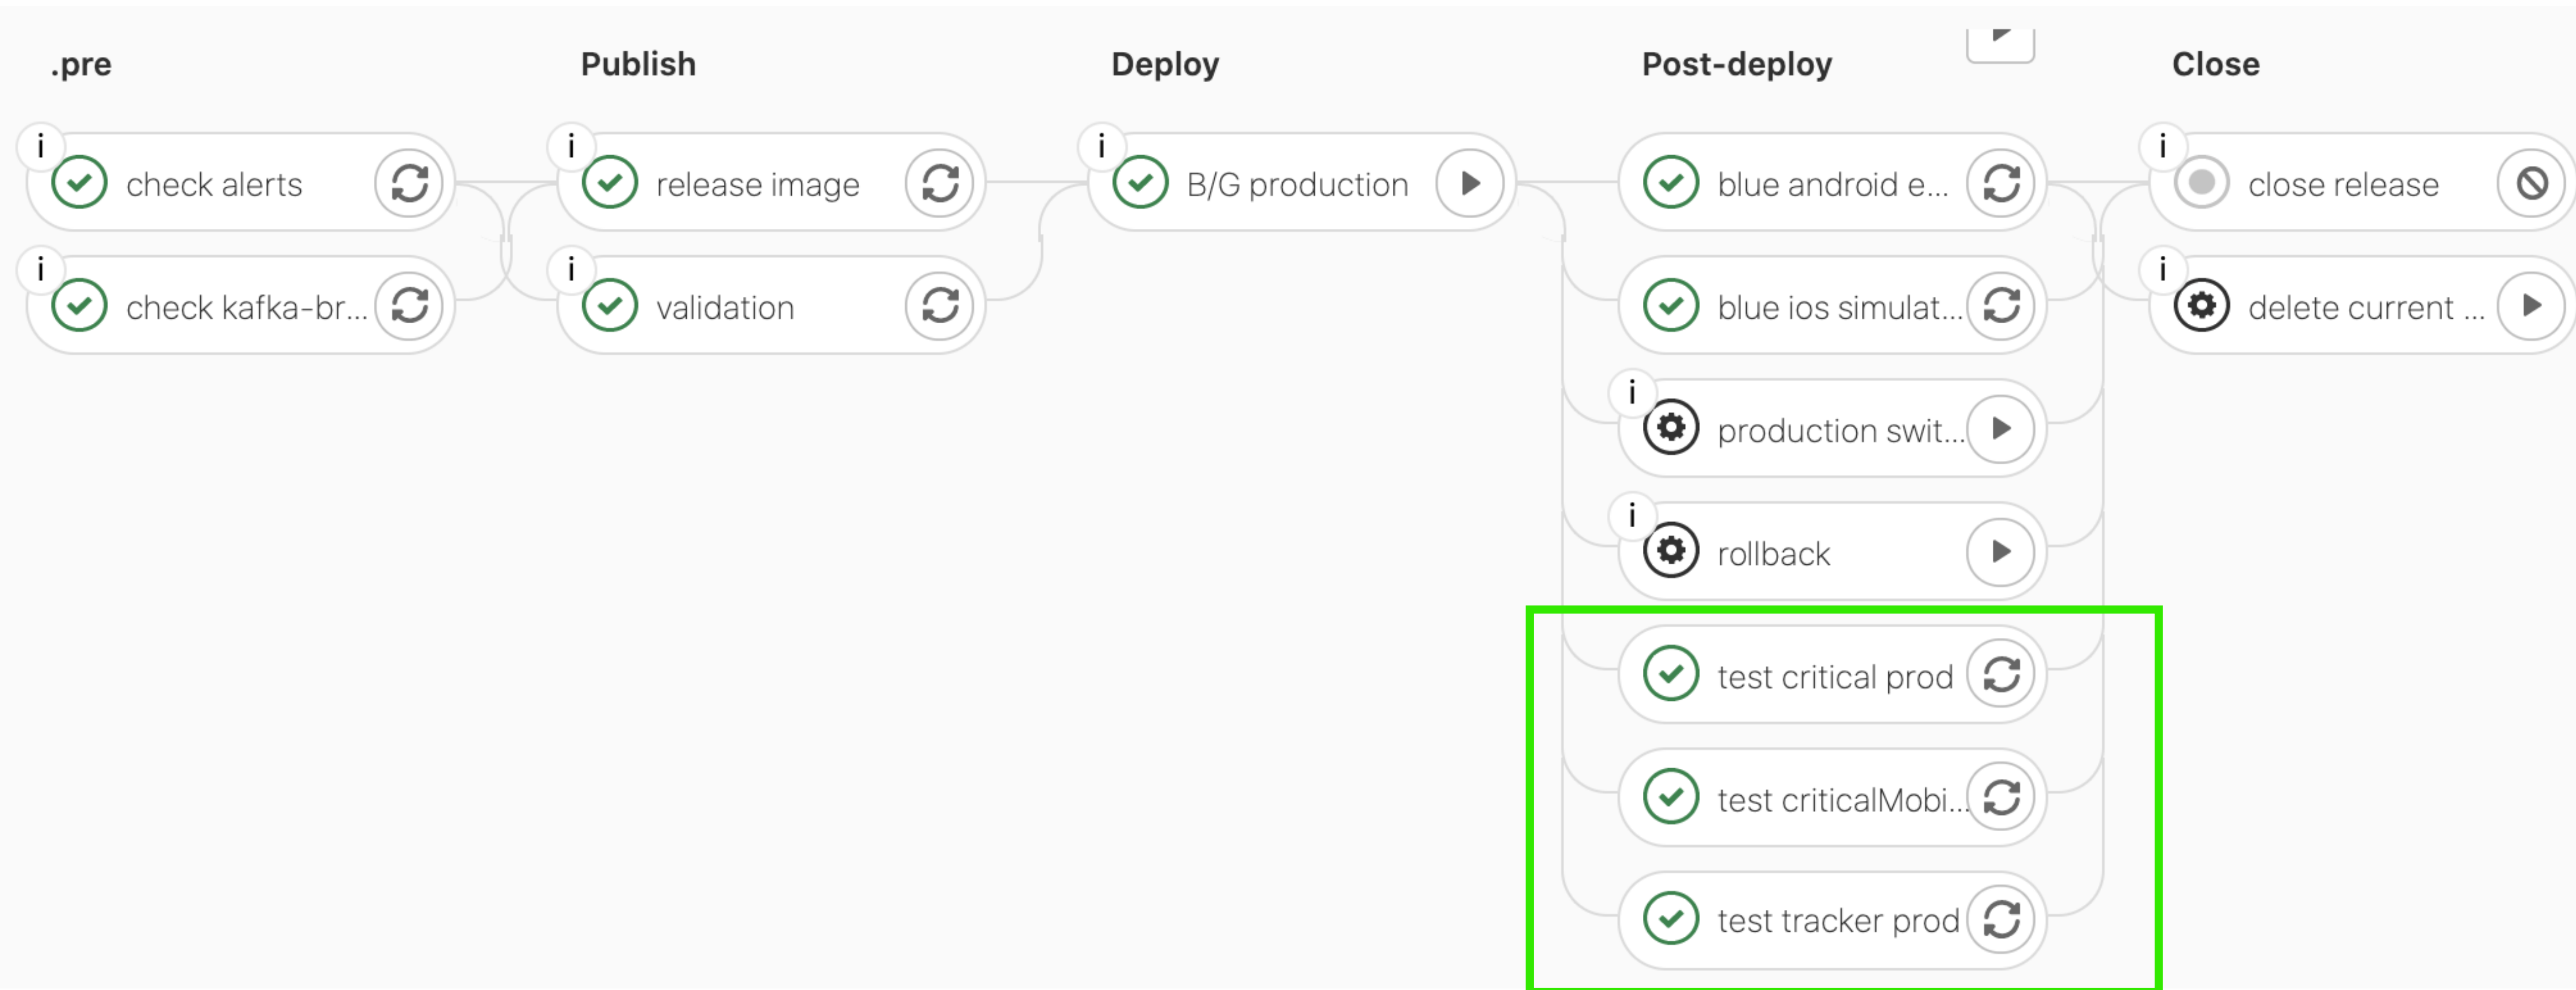 .pre
Publish
Deploy
Post-deploy
Close
i
check alerts
i
check kafka-br...
i
release image
i
validation
i
B/G production
blue android e...
blue ios simulat...
i
production swit...
i
rollback
test critical prod
test criticalMobi...
test tracker prod
i
close release
i
delete current ...